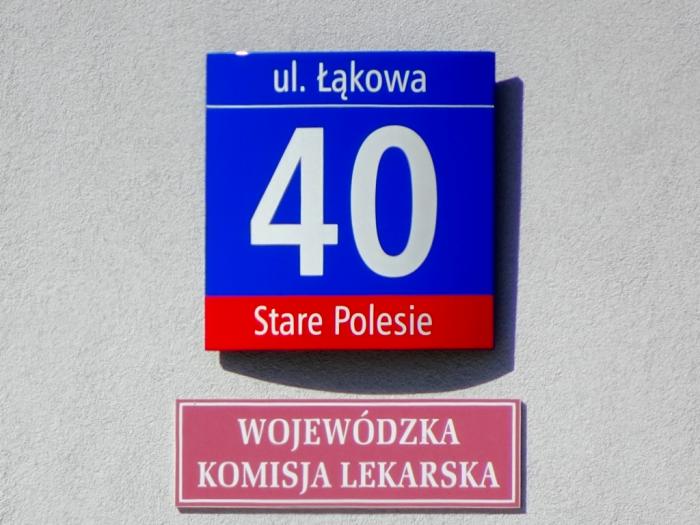 ul. Łąkowa
40
Stare Polesie
WOJEWÓDZKA
KOMISJA LEKARSKA